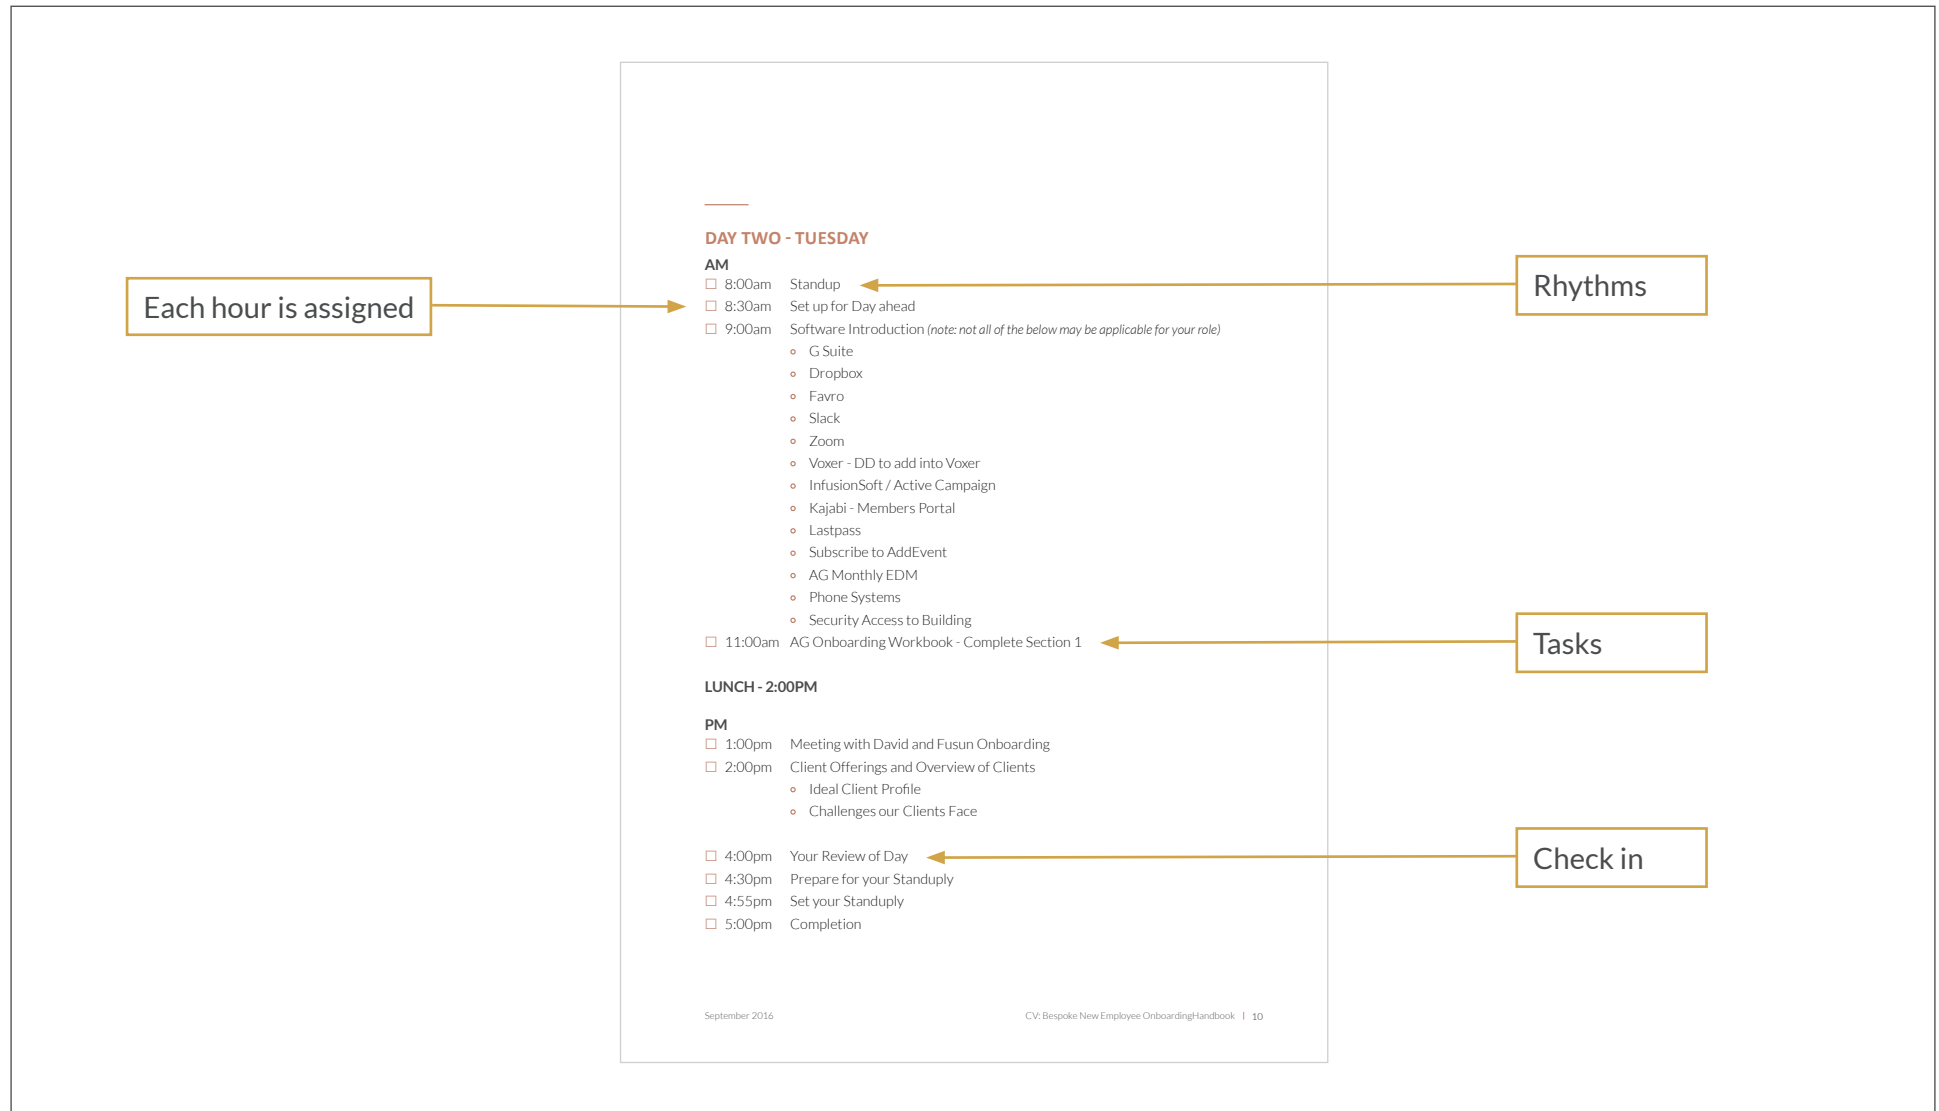 DAY TWO - TUESDAY
AM
8:00am Standup
Rhythms
Each hour is assigned
8:30am Set up for Day ahead
9:00am Software Introduction (note: not all of the below may be applicable for your role)
G Suite
Dropbox
Favro
Slack
Zoom
Voxer - DD to add into Voxer
InfusionSoft / Active Campaign
Kajabi - Members Portal
Lastpass
Subscribe to AddEvent
AG Monthly EDM
Phone Systems
Security Access to Building
11:00am AG Onboarding Workbook - Complete Section 1
Tasks
LUNCH - 2:00PM
PM
1:00pm Meeting with David and Fusun Onboarding
2:00pm Client Offerings and Overview of Clients
Ideal Client Profile
Challenges our Clients Face
4:00pm Your Review of Day
Check in
4:30pm Prepare for your Standuply
4:55pm Set your Standuply
5:00pm Completion
September 2016 CV: Bespoke New Employee OnboardingHandbook | 10